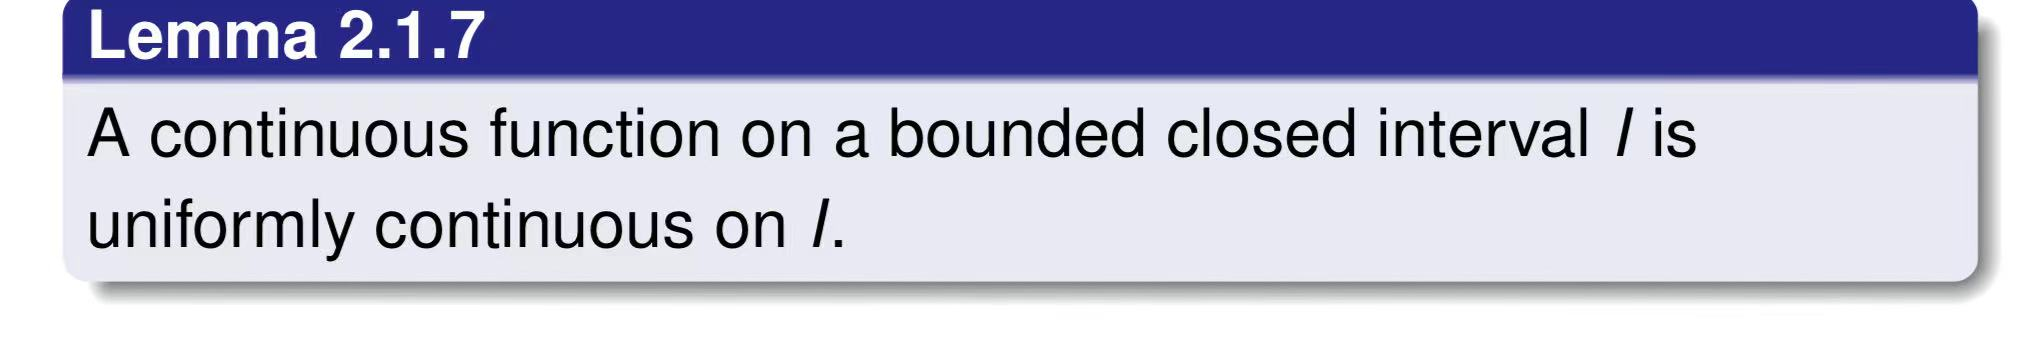 Lemma 2.1.7
A continuous function on a bounded closed interval I is
uniformly continuous on I.